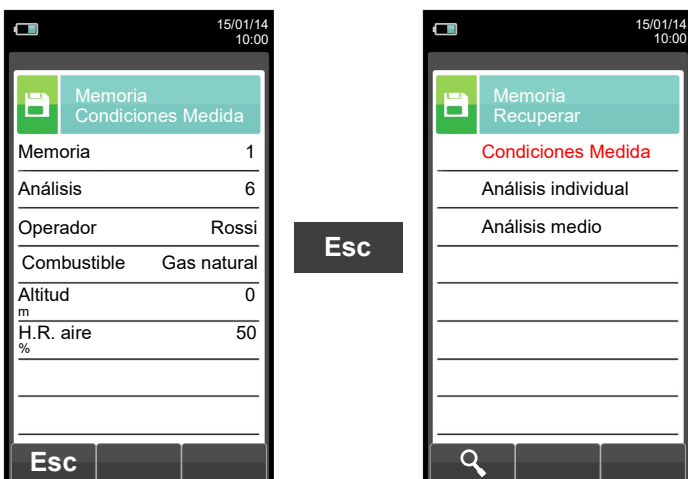 15/01/14
10:00
Memoria
Condiciones Medida
Memoria 1
Análisis 6
Operador Rossi
Combustible Gas natural
Altitud 0
m
H.R. aire 50
%
Esc
Esc
15/01/14
10:00
Memoria
Recuperar
Condiciones Medida
Análisis individual
Análisis medio